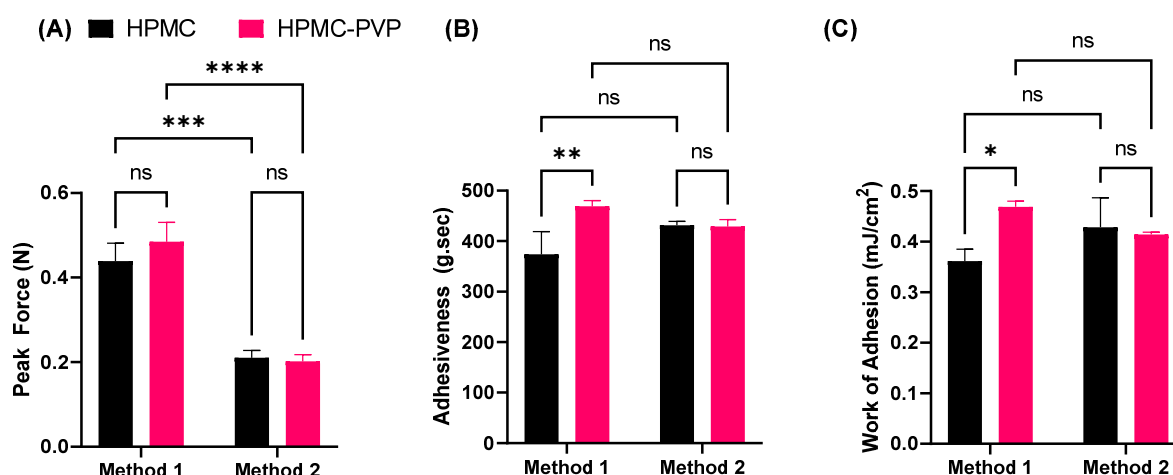 (A) HPMC HPMC-PVP
****
***
ns ns
Peak Force (N)
0.6
0.4
0.2
0.0
Method 1 Method 2
(B)
ns
ns
** ns
Adhesiveness (g.sec)
500
400
300
200
100
0
Method 1 Method 2
(C)
ns
ns
* ns
Work of Adhesion (mJ/cm²)
0.5
0.4
0.3
0.2
0.1
0.0
Method 1 Method 2